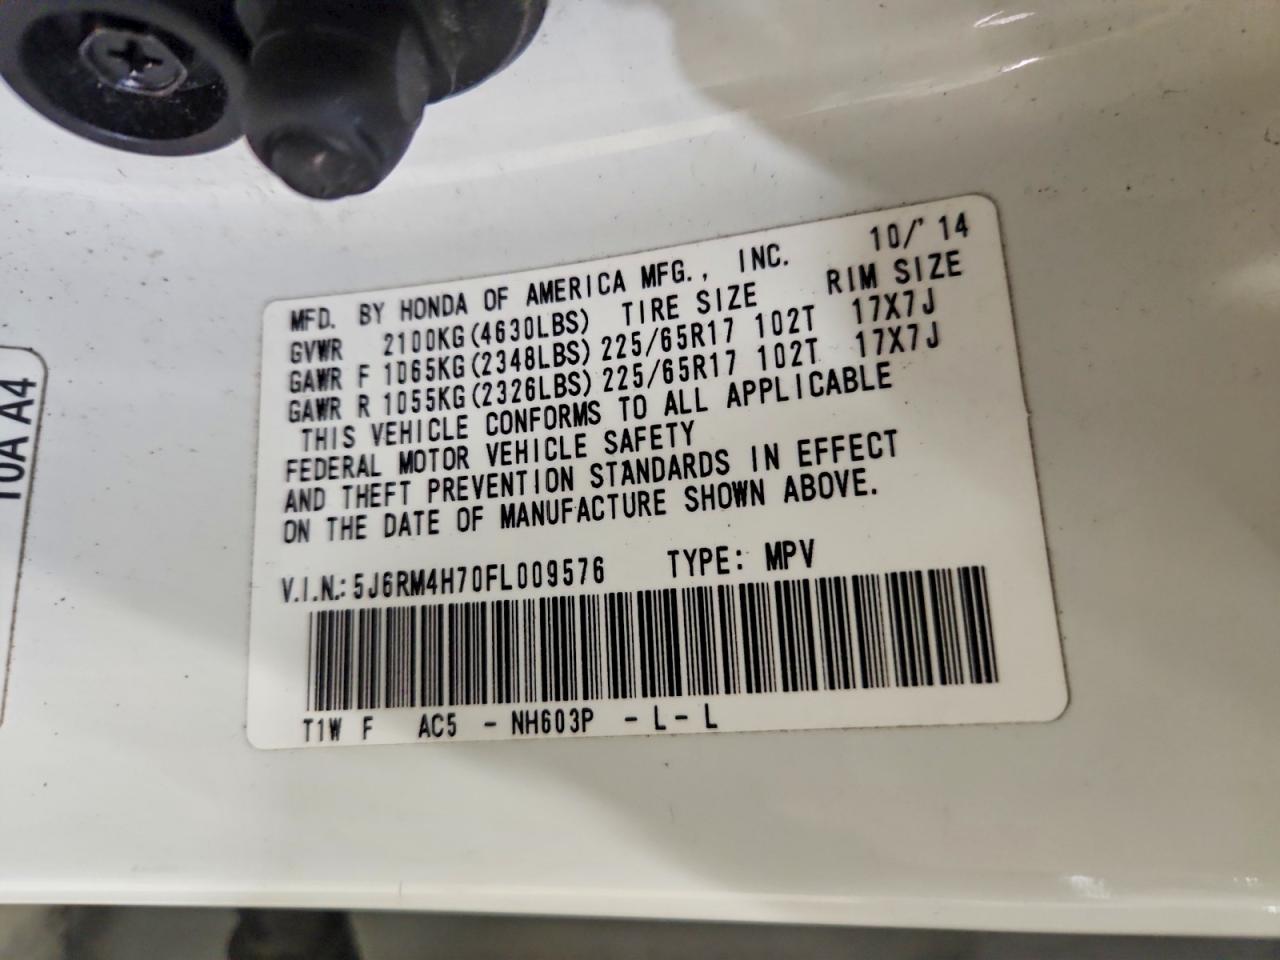 MFD. BY HONDA OF AMERICA MFG., INC. 10/'14
GVWR 2100KG(4630LBS) TIRE SIZE RIM SIZE
GAWR F 1065KG(2348LBS) 225/65R17 102T 17X7J
GAWR R 1055KG(2326LBS) 225/65R17 102T 17X7J
THIS VEHICLE CONFORMS TO ALL APPLICABLE
FEDERAL MOTOR VEHICLE SAFETY
AND THEFT PREVENTION STANDARDS IN EFFECT
ON THE DATE OF MANUFACTURE SHOWN ABOVE.
V.I.N.: 5J6RM4H70FL009576 TYPE: MPV
T1W F AC5 - NH603P - L - L
10A A4